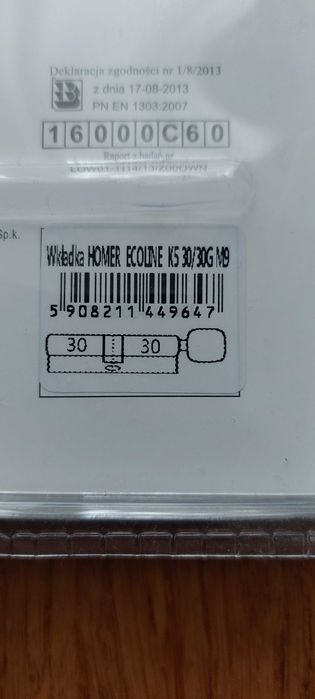 Deklaracja zgodności nr 1/8/2013
B
z dnia 17-08-2013
PN EN 1303:2007
16000C60
Raport z badań nr
Sp.k.
Wkładka HOMER ECOLINE K5 30/30G M9
5 908211 449647
30 30